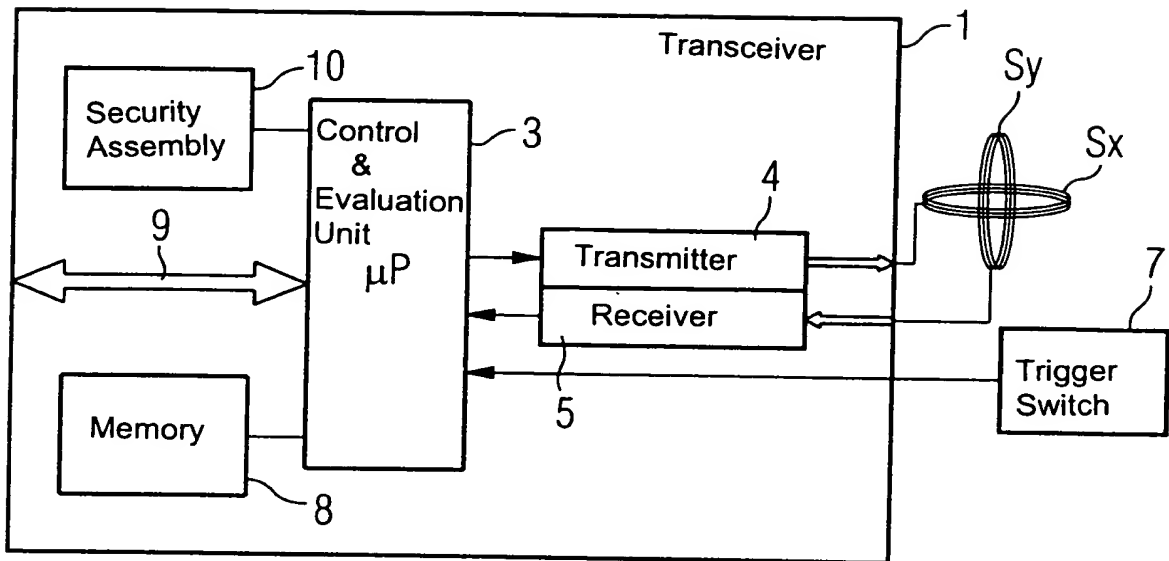 Transceiver
1
10
Security
Assembly
Control
&
Evaluation
Unit
µP
3
Sy
Sx
4
Transmitter
Receiver
5
9
7
Trigger
Switch
Memory
8